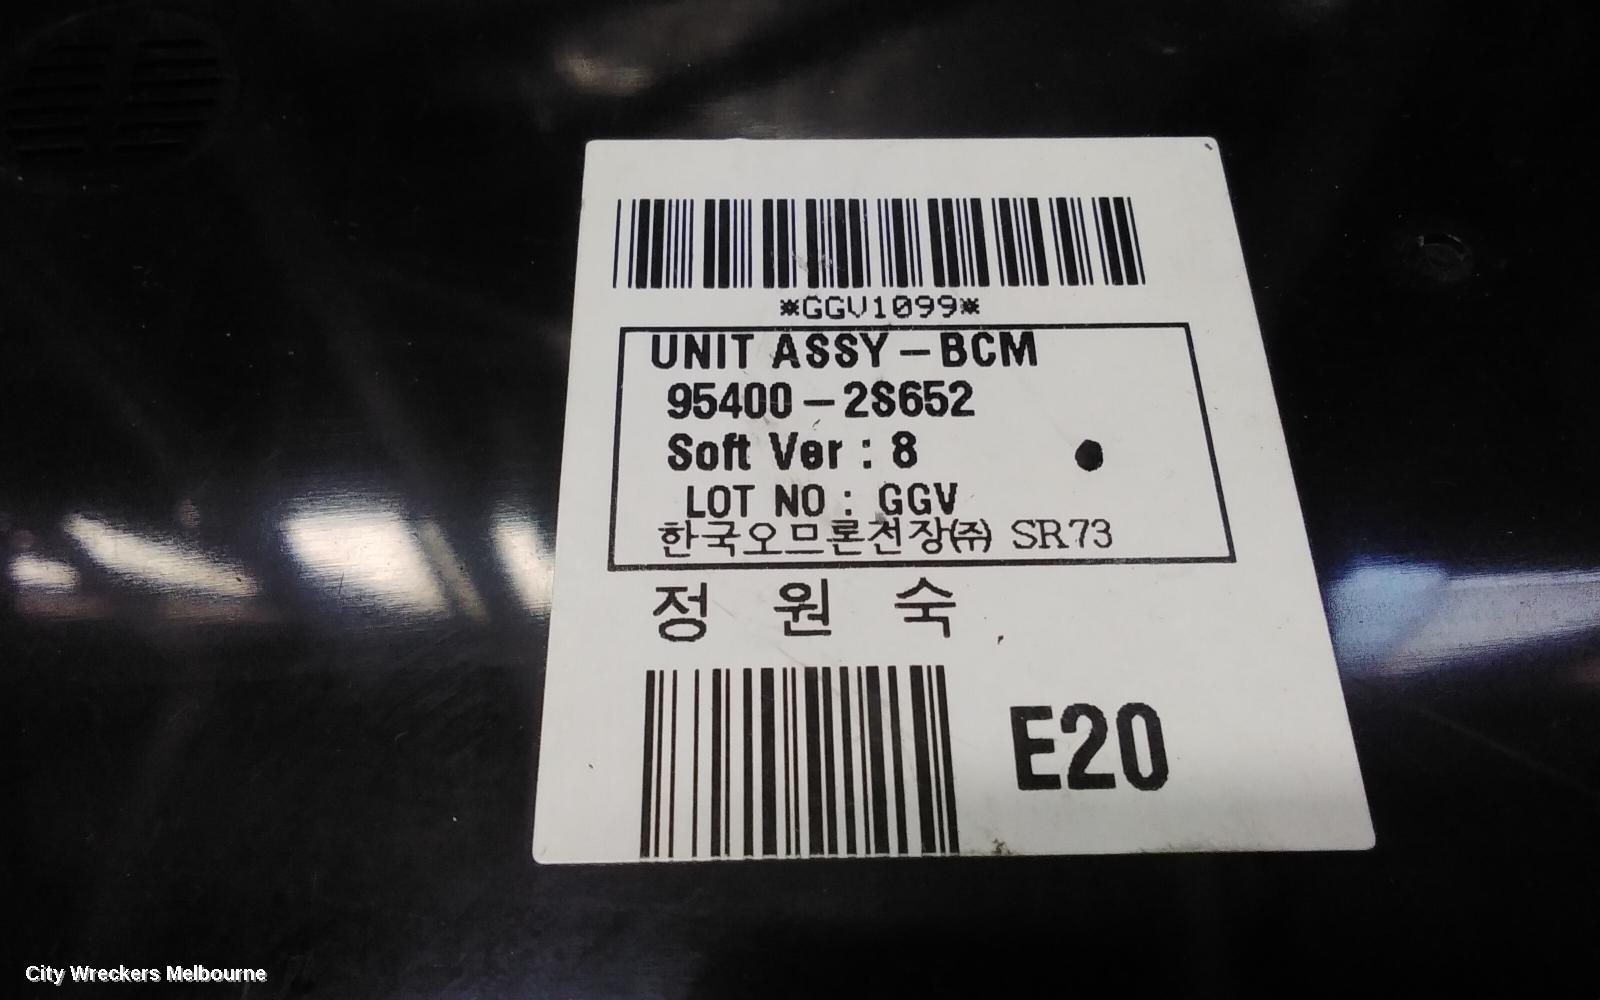 *GGV1099*
UNIT ASSY-BCM
95400-2S652
Soft Ver : 8
LOT NO : GGV
한국오므론전장㈜ SR73
정 원 숙
E20
City Wreckers Melbourne